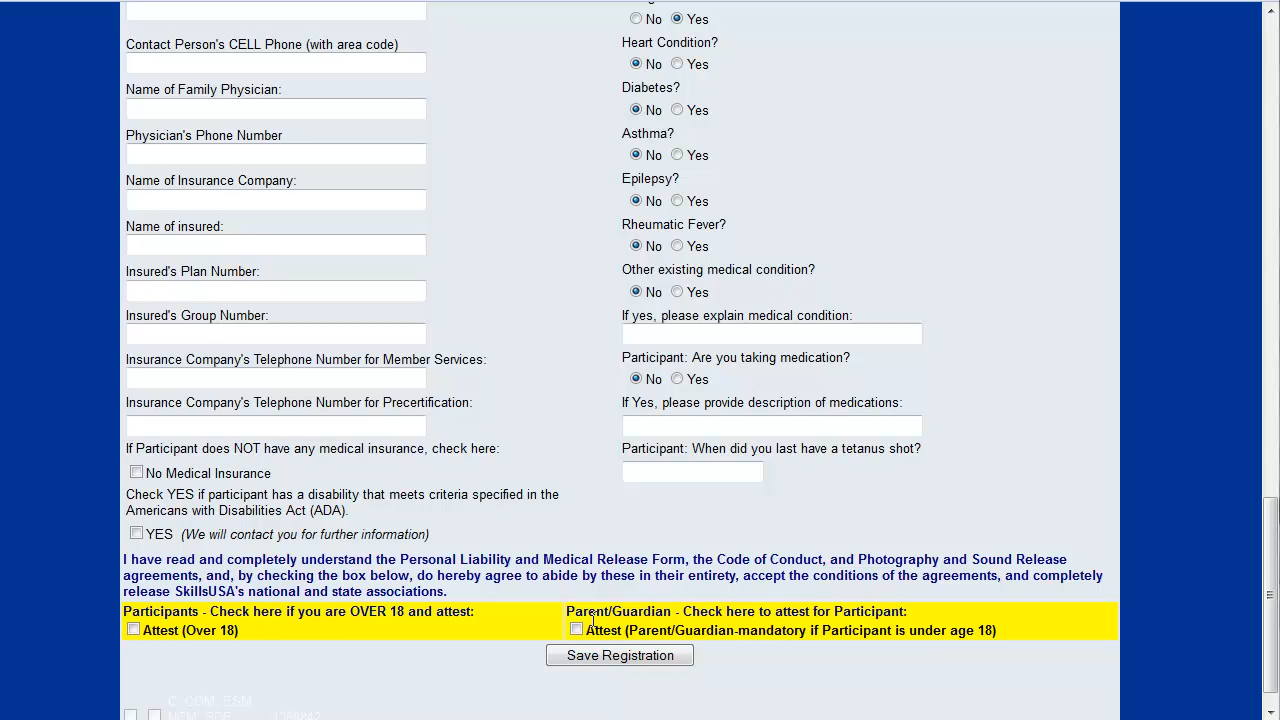 No Yes
Contact Person's CELL Phone (with area code)
Heart Condition?
No Yes
Name of Family Physician:
Diabetes?
No Yes
Physician's Phone Number
Asthma?
No Yes
Name of Insurance Company:
Epilepsy?
No Yes
Name of insured:
Rheumatic Fever?
No Yes
Insured's Plan Number:
Other existing medical condition?
No Yes
Insured's Group Number:
If yes, please explain medical condition:
Insurance Company's Telephone Number for Member Services:
Participant: Are you taking medication?
No Yes
Insurance Company's Telephone Number for Precertification:
If Yes, please provide description of medications:
If Participant does NOT have any medical insurance, check here:
Participant: When did you last have a tetanus shot?
No Medical Insurance
Check YES if participant has a disability that meets criteria specified in the
Americans with Disabilities Act (ADA).
YES (We will contact you for further information)
I have read and completely understand the Personal Liability and Medical Release Form, the Code of Conduct, and Photography and Sound Release
agreements, and, by checking the box below, do hereby agree to abide by these in their entirety, accept the conditions of the agreements, and completely
release SkillsUSA's national and state associations.
Participants - Check here if you are OVER 18 and attest:
Attest (Over 18)
Parent/Guardian - Check here to attest for Participant:
Attest (Parent/Guardian-mandatory if Participant is under age 18)
Save Registration